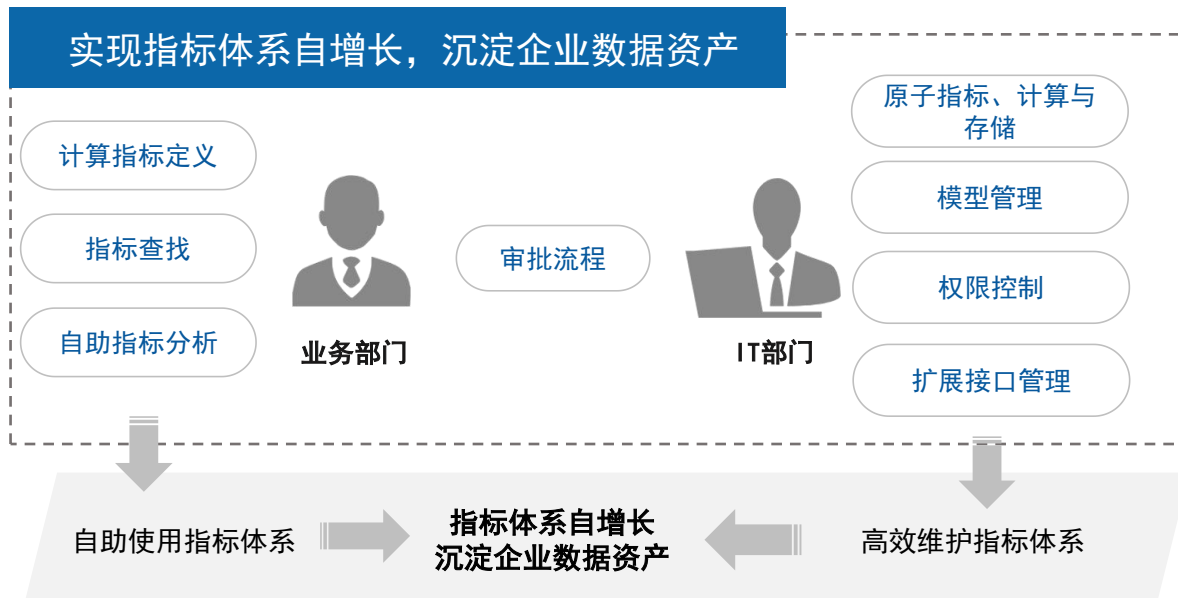 实现指标体系自增长，沉淀企业数据资产
计算指标定义
指标查找
自助指标分析
业务部门
审批流程
IT部门
原子指标、计算与
存储
模型管理
权限控制
扩展接口管理
自助使用指标体系
指标体系自增长
沉淀企业数据资产
高效维护指标体系